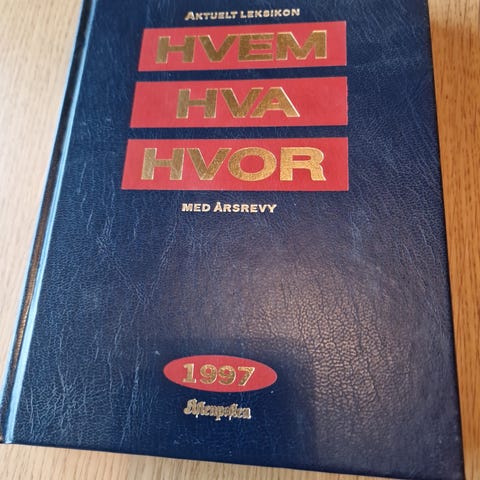 AKTUELT LEKSIKON
HVEM
HVA
HVOR
MED ÅRSREVY
1997
Aftenposten